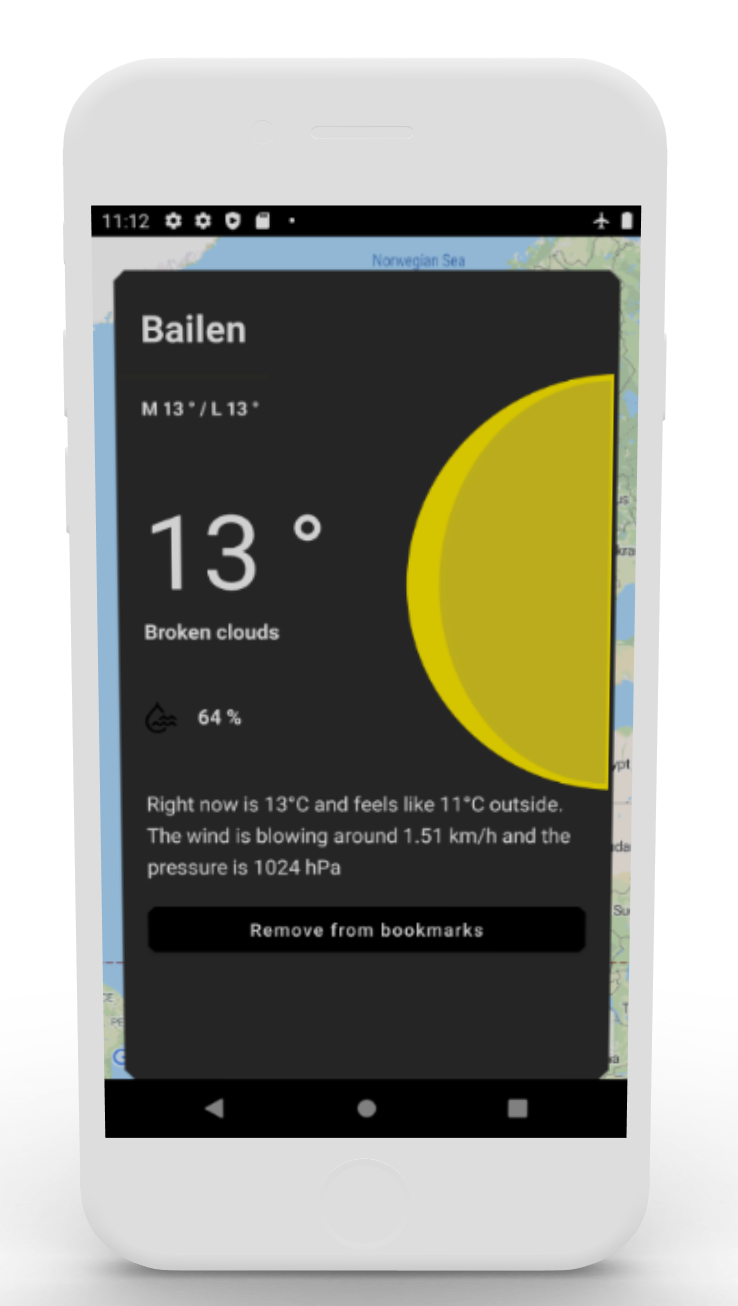 11:12
Norwegian Sea
Bailen
M 13 ° / L 13 °
13 °
Broken clouds
64 %
Right now is 13°C and feels like 11°C outside.
The wind is blowing around 1.51 km/h and the
pressure is 1024 hPa
Remove from bookmarks